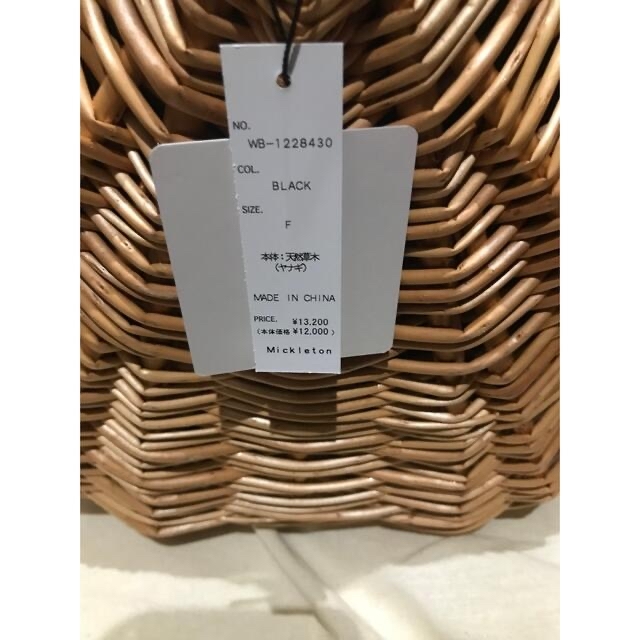 NO.
WB-1228430
COL.
BLACK
SIZE.
F
本体：天然草木
（ヤナギ）
MADE IN CHINA
PRICE. ¥13,200
（本体価格 ¥12,000）
Mickleton